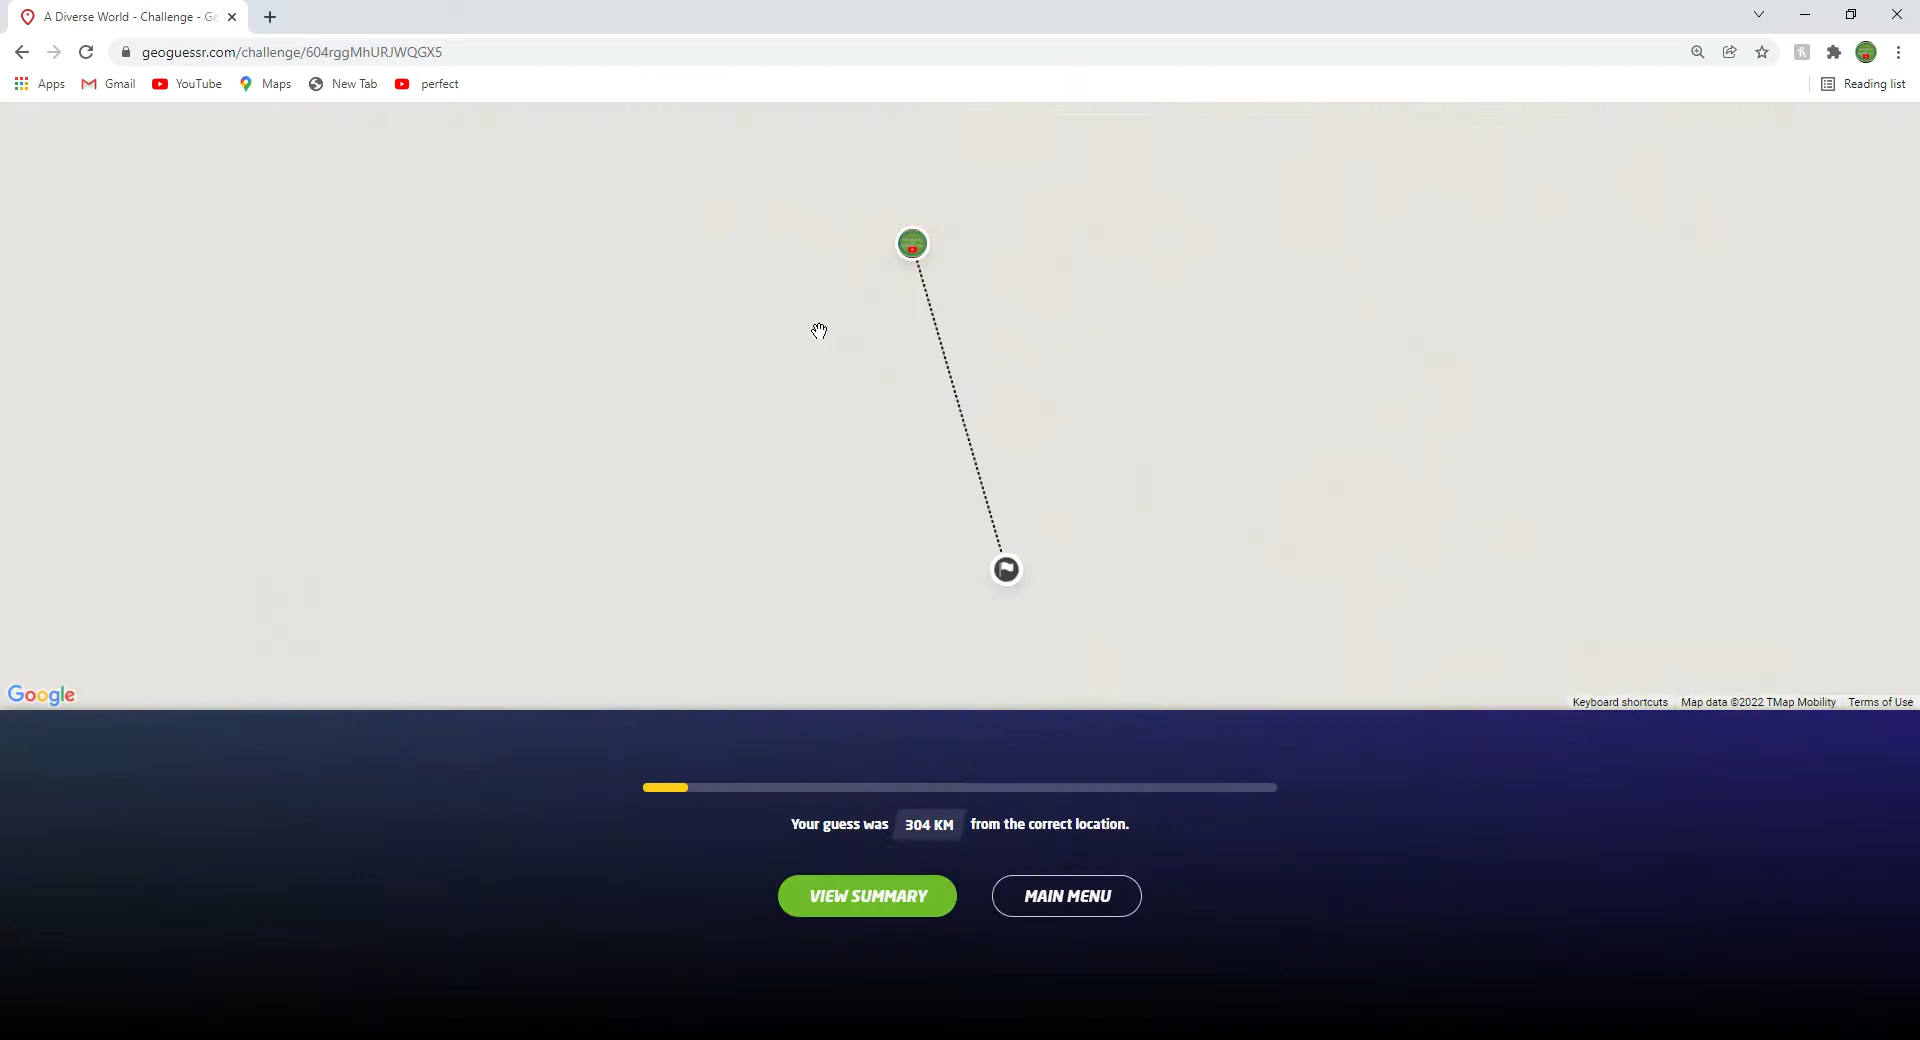 A Diverse World - Challenge - Ge
geoguessr.com/challenge/604rggMhURJWQGX5
Apps Gmail YouTube Maps New Tab perfect Reading list
Google
Keyboard shortcuts Map data ©2022 TMap Mobility Terms of Use
Your guess was 304 KM from the correct location.
VIEW SUMMARY MAIN MENU